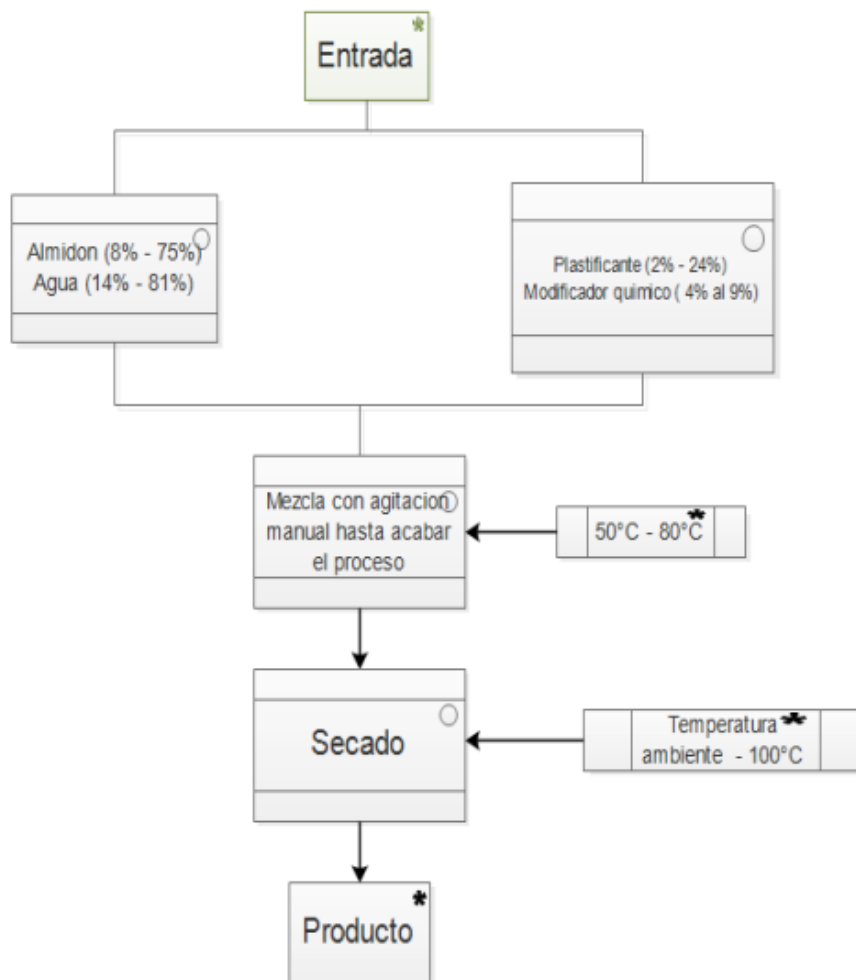 Entrada
Almidon (8% - 75%)
Agua (14% - 81%)
Plastificante (2% - 24%)
Modificador quimico ( 4% al 9%)
Mezcla con agitacion
manual hasta acabar
el proceso
50°C - 80°C
Secado
Temperatura
ambiente - 100°C
Producto